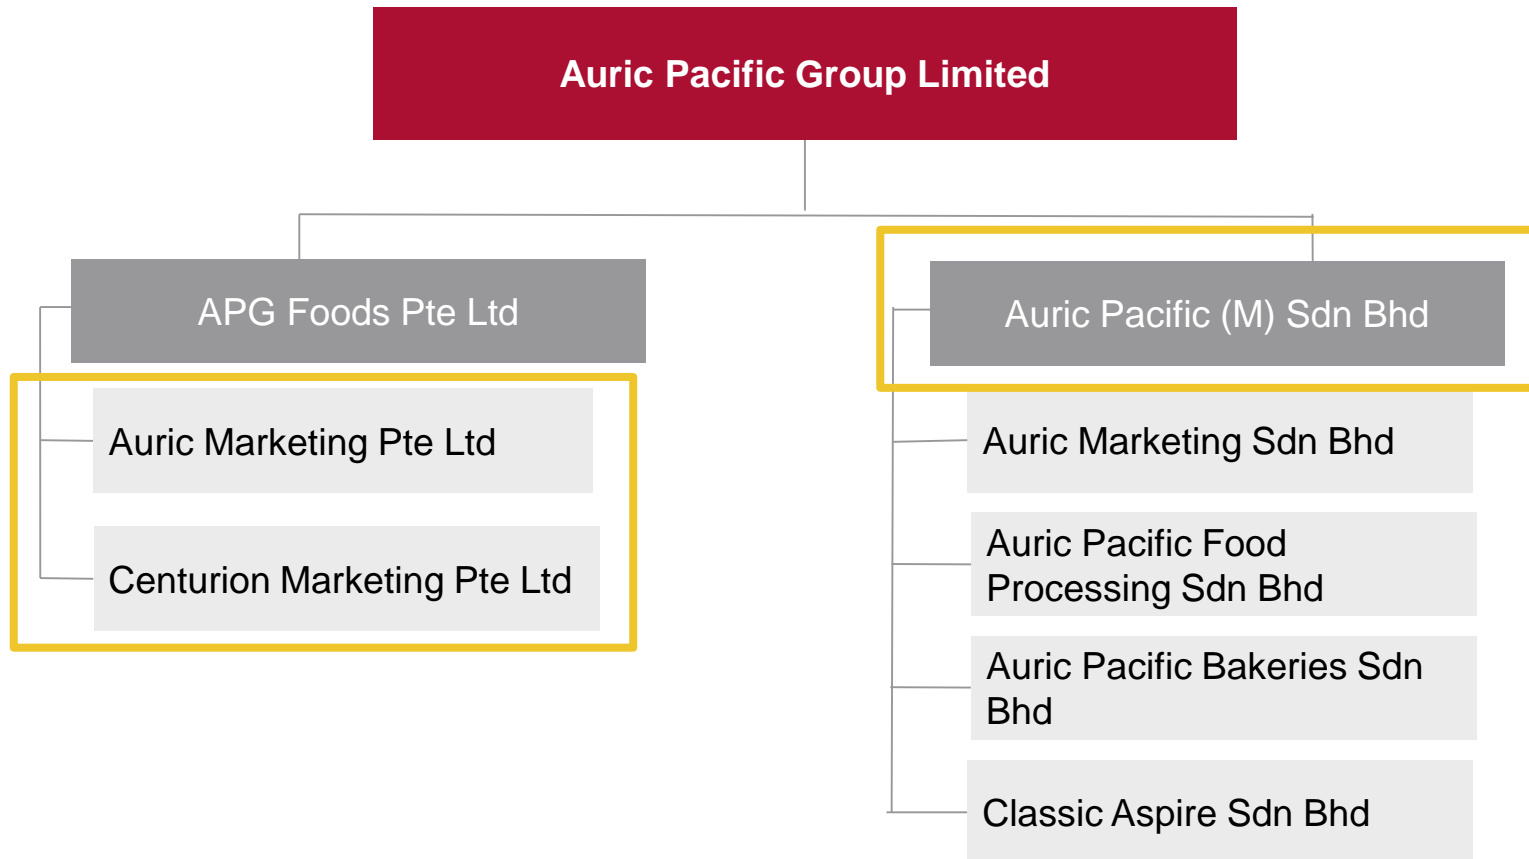 Auric Pacific Group Limited
APG Foods Pte Ltd
Auric Marketing Pte Ltd
Centurion Marketing Pte Ltd
Auric Pacific (M) Sdn Bhd
Auric Marketing Sdn Bhd
Auric Pacific Food
Processing Sdn Bhd
Auric Pacific Bakeries Sdn
Bhd
Classic Aspire Sdn Bhd